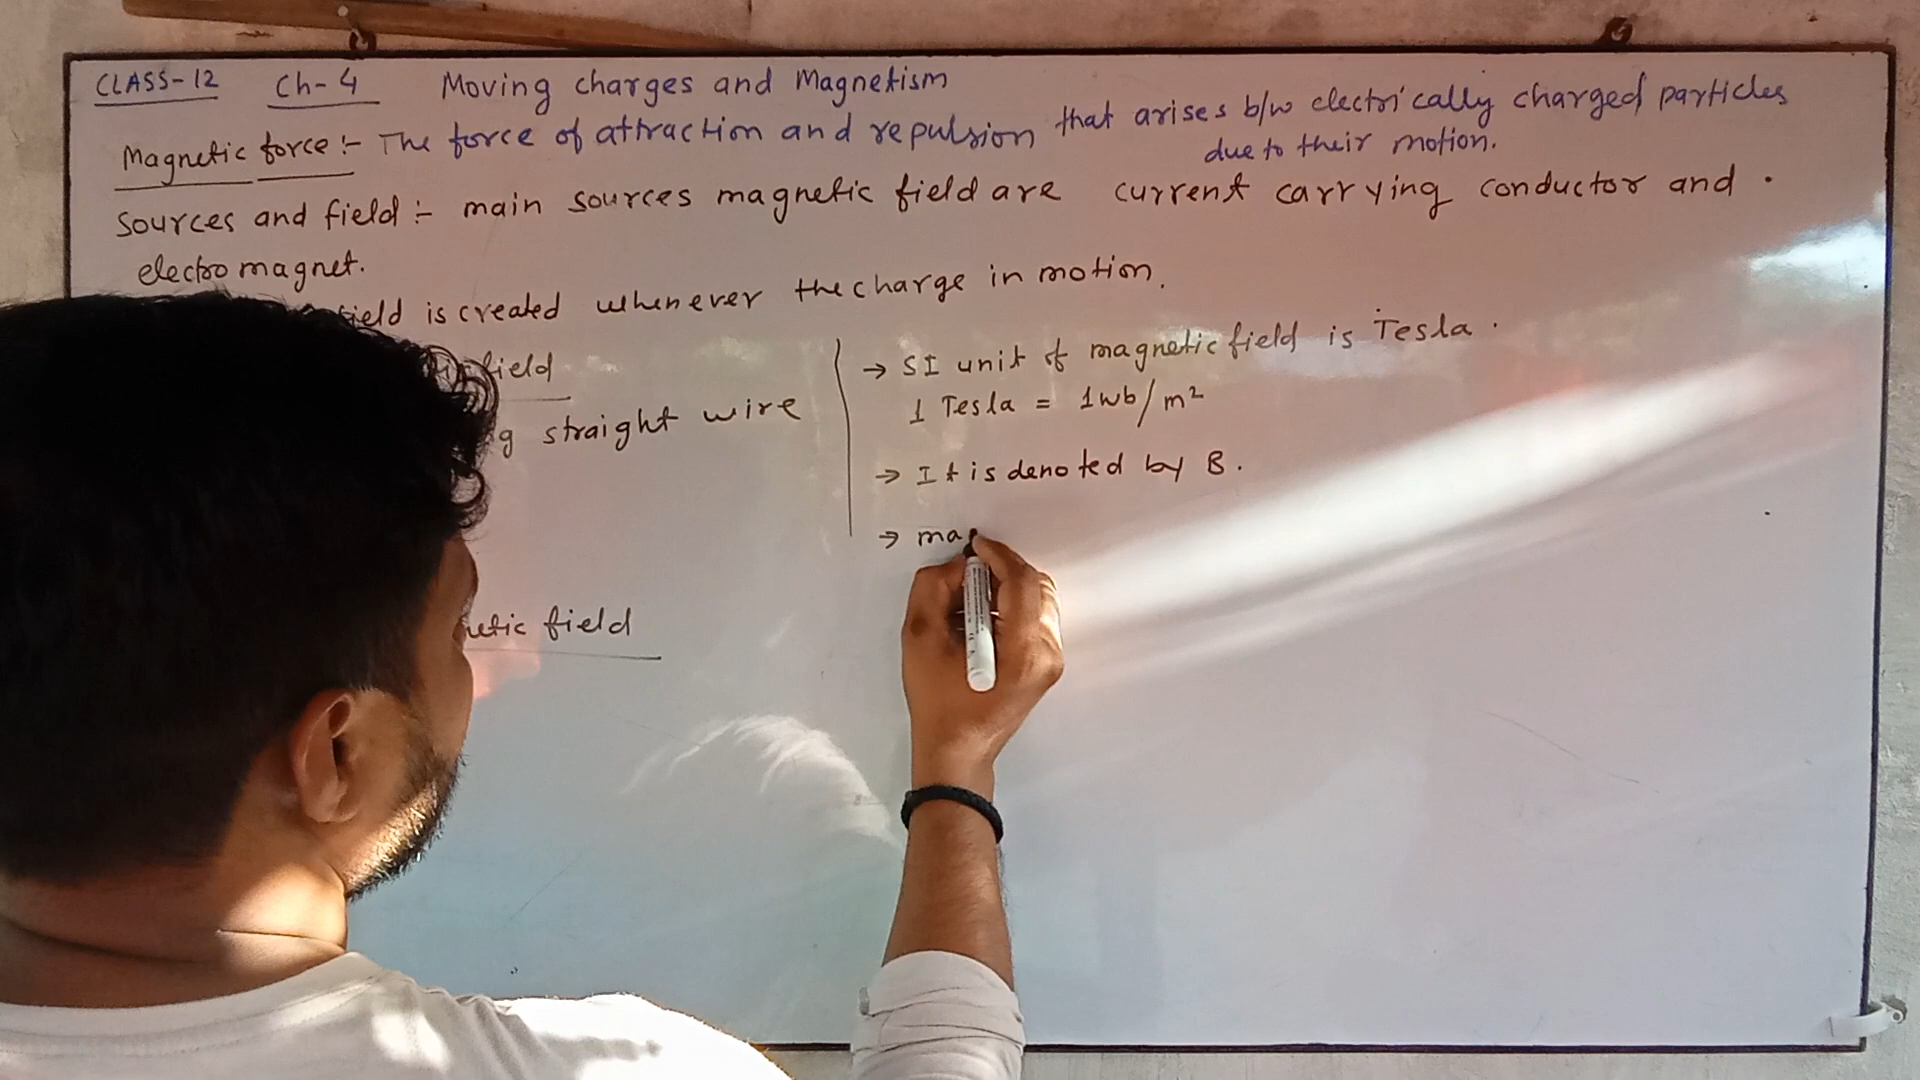 CLASS-12 Ch-4 Moving charges and Magnetism
Magnetic force :- The force of attraction and repulsion that arises b/w electrically charged particles
due to their motion.
Sources and field :- main sources magnetic field are current carrying conductor and
electromagnet.
field is created whenever the charge in motion.
field
straight wire
→ SI unit of magnetic field is Tesla.
1 Tesla = 1wb/m²
→ It is denoted by B.
→ ma
field